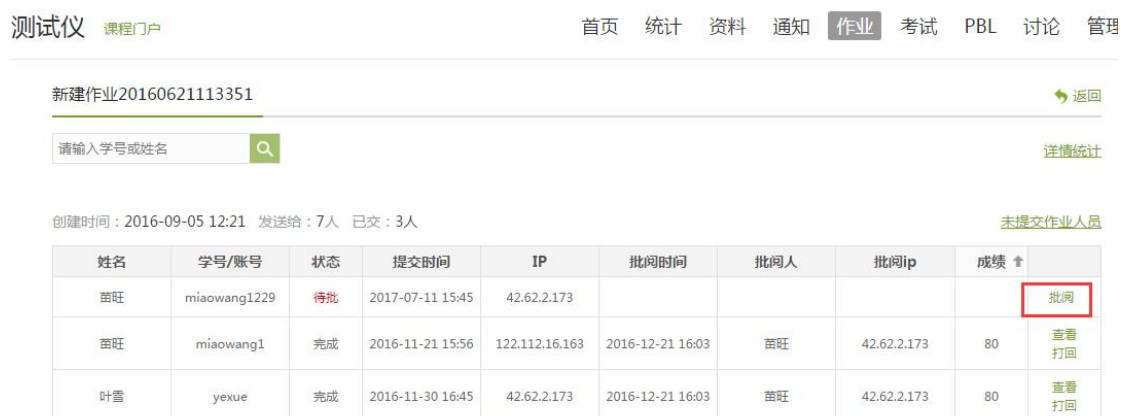 测试仪 课程门户 首页 统计 资料 通知 作业 考试 PBL 讨论 管理
新建作业20160621113351 返回
请输入学号或姓名 详情统计
创建时间：2016-09-05 12:21 发送给：7人 已交：3人 未提交作业人员
姓名 学号/账号 状态 提交时间 IP 批阅时间 批阅人 批阅ip 成绩
苗旺 miaowang1229 待批 2017-07-11 15:45 42.62.2.173 批阅
苗旺 miaowang1 完成 2016-11-21 15:56 122.112.16.163 2016-12-21 16:03 苗旺 42.62.2.173 80 查看
打回
叶雪 yexue 完成 2016-11-30 16:45 42.62.2.173 2016-12-21 16:03 苗旺 42.62.2.173 80 查看
打回